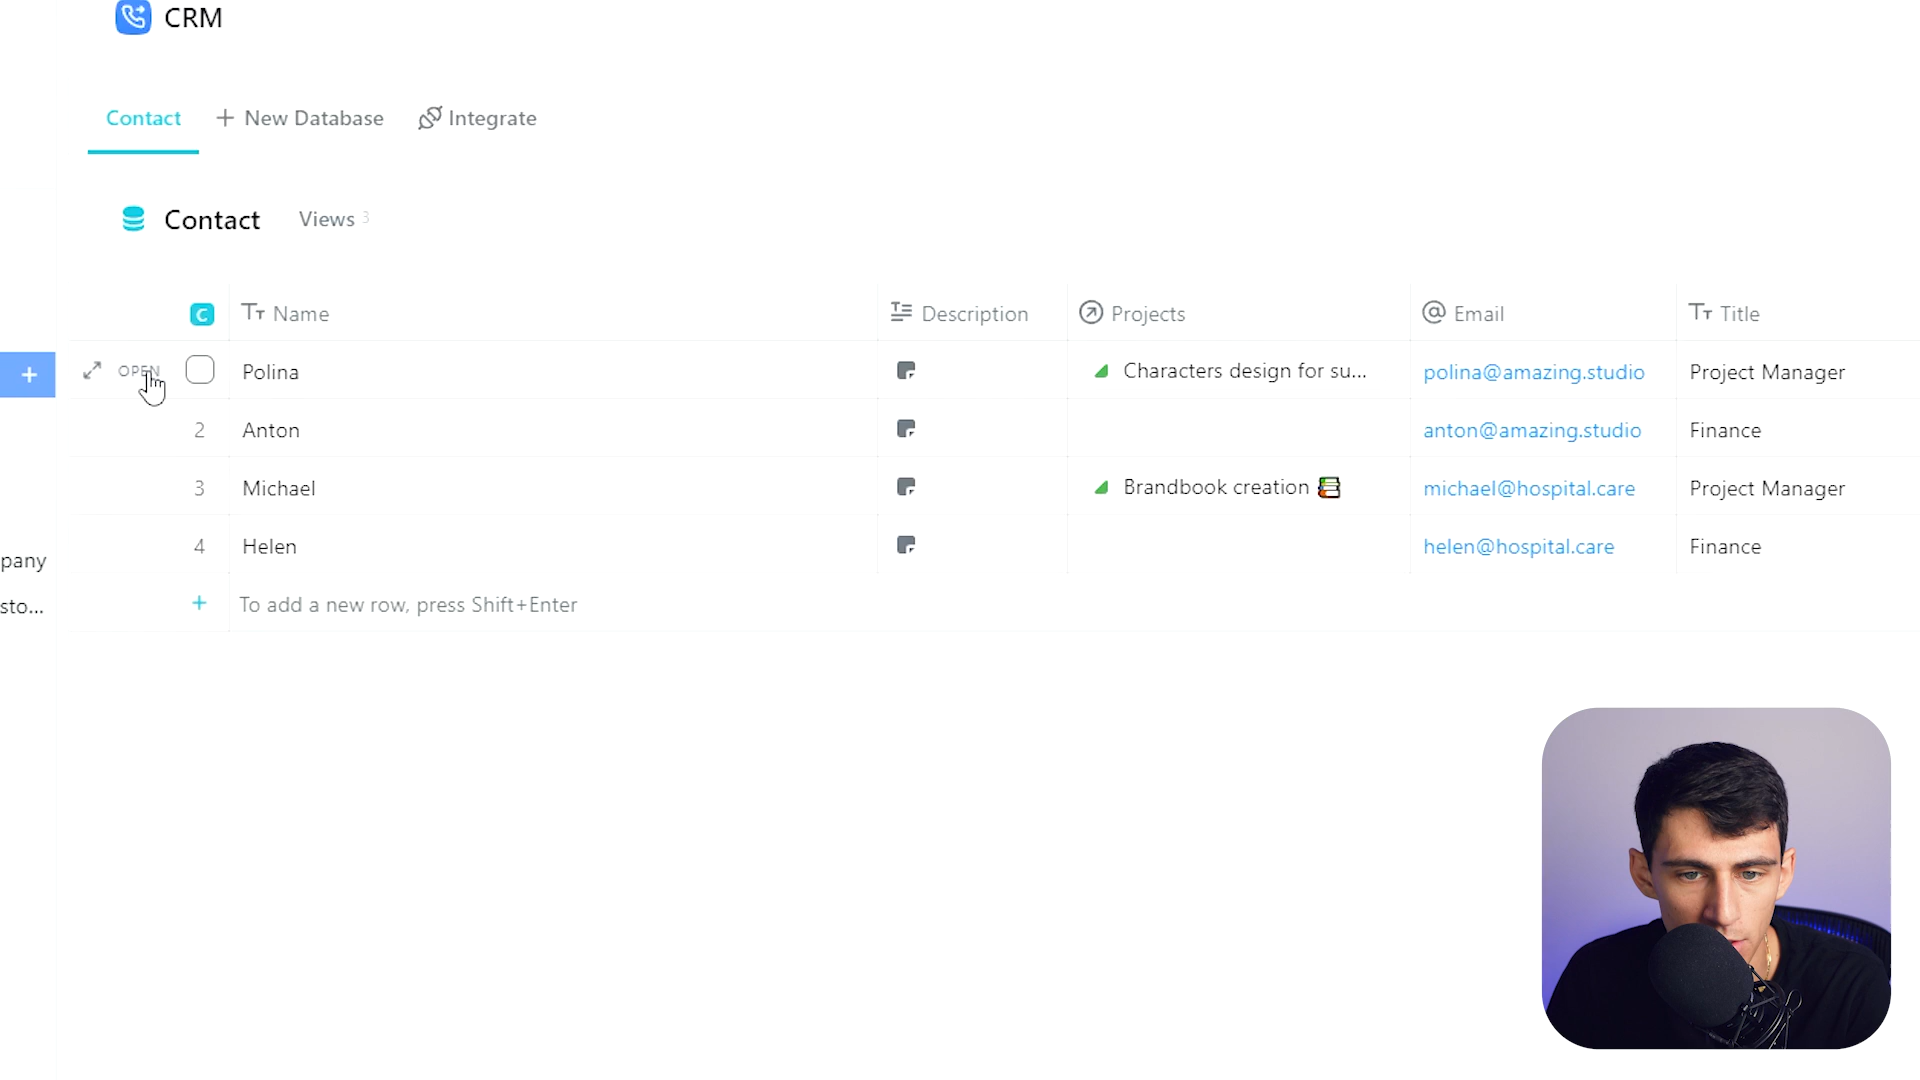 CRM
Contact
+ New Database
Integrate
Contact
Views 3
C
Tт Name
Description
Projects
@ Email
Tт Title
+
OPEN
Polina
Characters design for su...
polina@amazing.studio
Project Manager
2
Anton
anton@amazing.studio
Finance
3
Michael
Brandbook creation
michael@hospital.care
Project Manager
4
Helen
helen@hospital.care
Finance
pany
+ To add a new row, press Shift+Enter
sto...